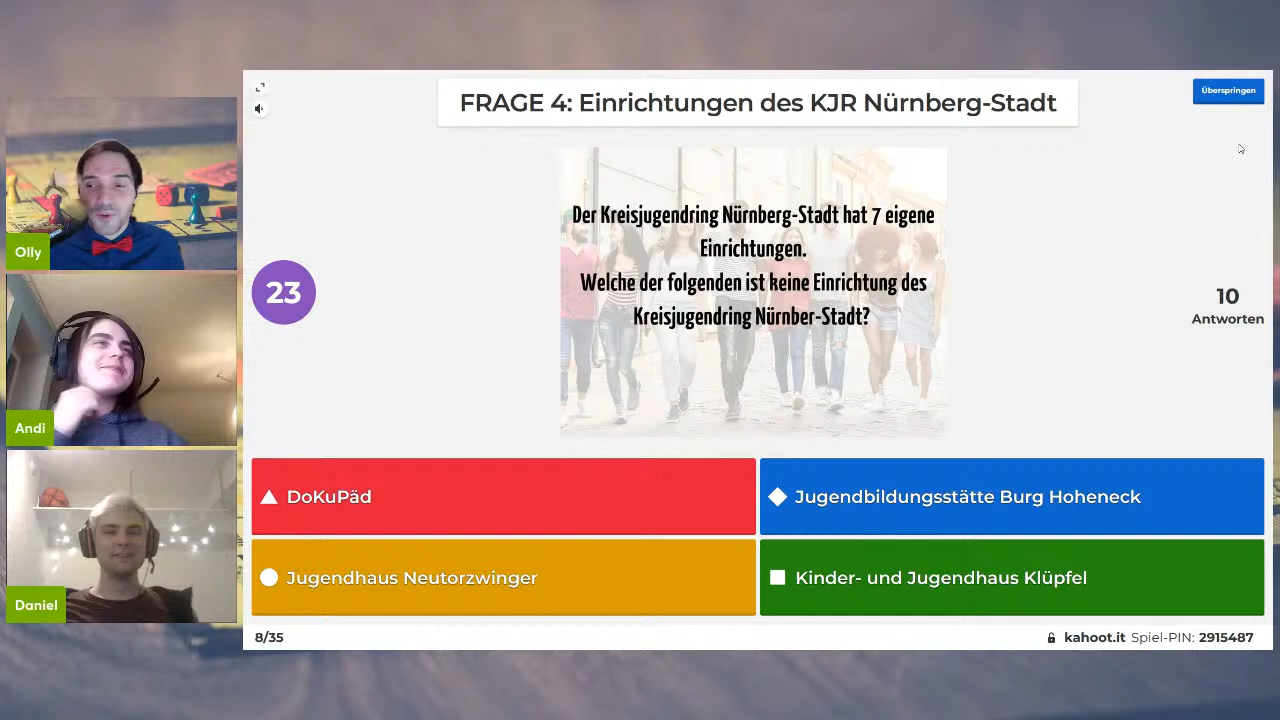 FRAGE 4: Einrichtungen des KJR Nürnberg-Stadt
Überspringen
Der Kreisjugendring Nürnberg-Stadt hat 7 eigene
Einrichtungen.
Welche der folgenden ist keine Einrichtung des
Kreisjugendring Nürnber-Stadt?
Olly
23
10
Antworten
Andi
DoKuPäd
Jugendbildungsstätte Burg Hoheneck
Jugendhaus Neutorzwinger
Kinder- und Jugendhaus Klüpfel
Daniel
8/35
kahoot.it Spiel-PIN: 2915487